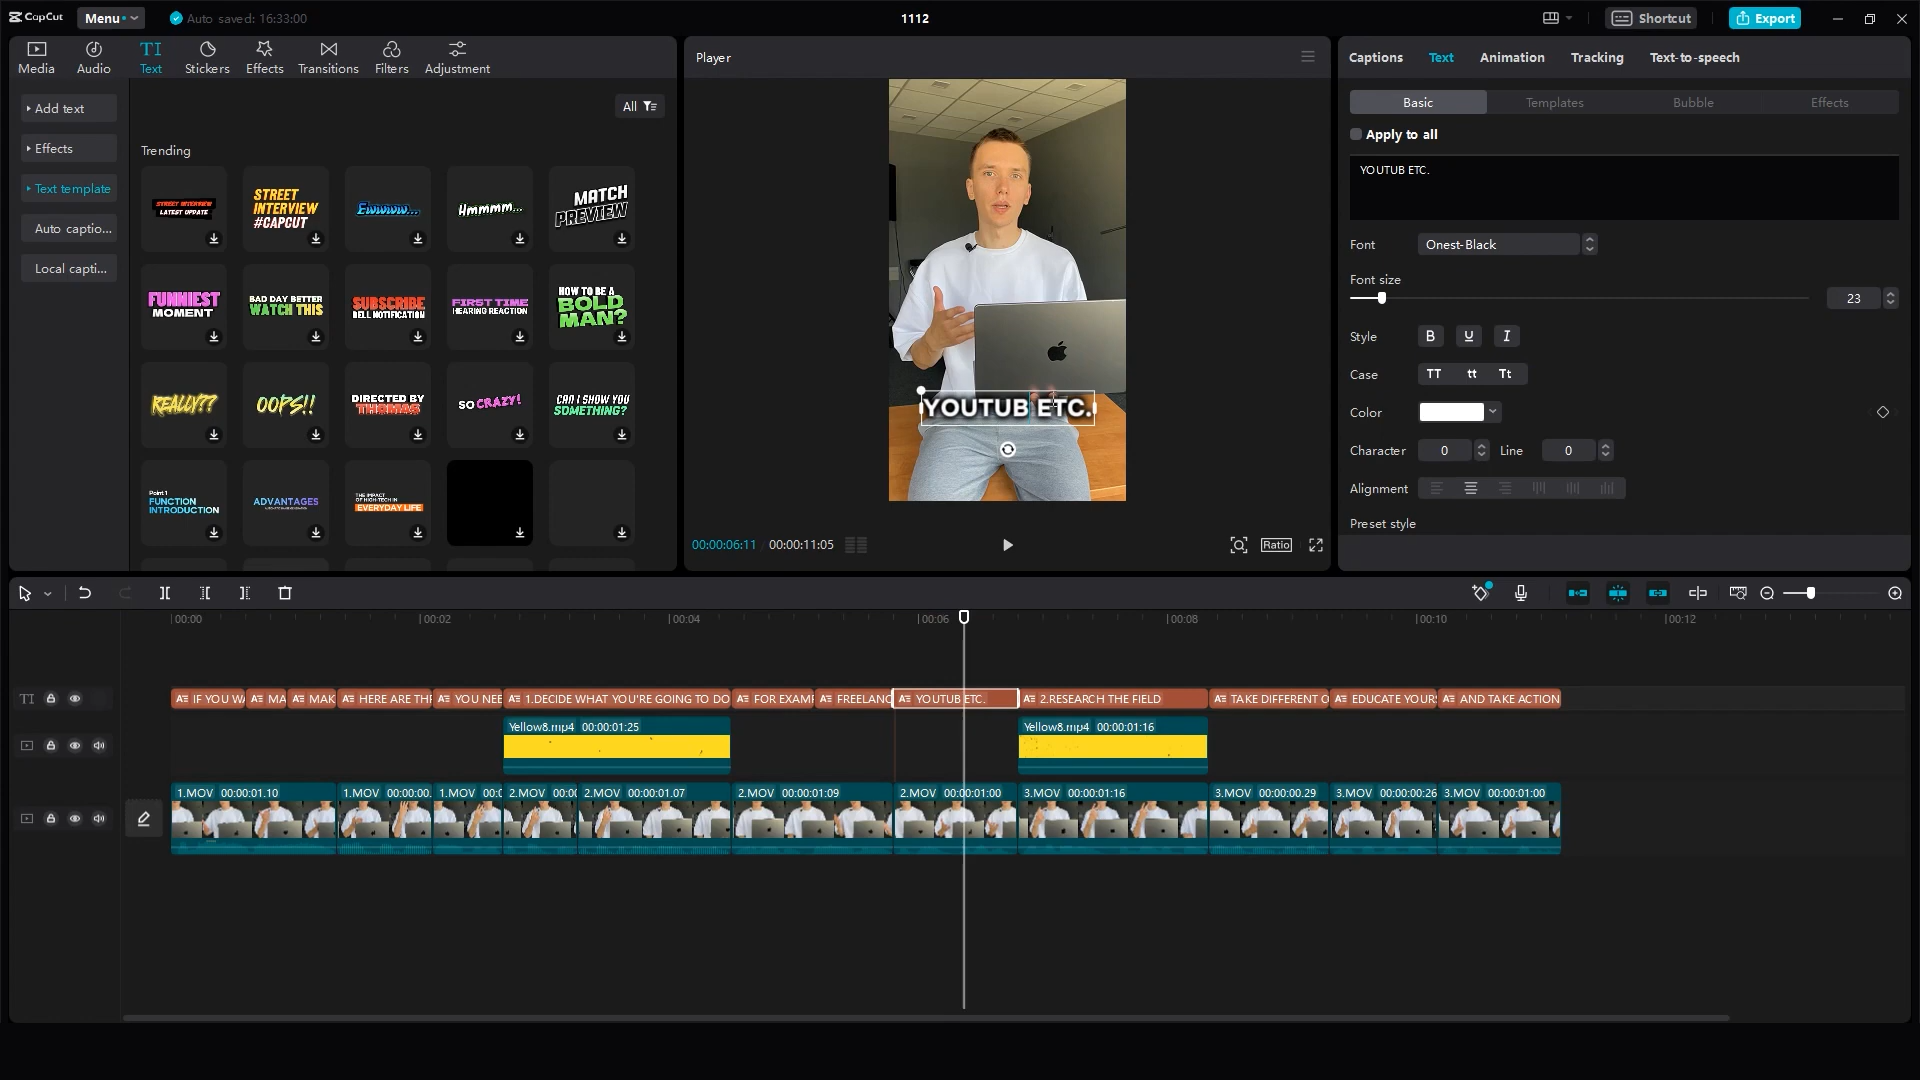 CapCut Menu Auto saved: 16:33:00 1112 Shortcut Export
Media Audio Text Stickers Effects Transitions Filters Adjustment
Add text
Effects
Text template
Auto captio...
Local capti...
All
Trending
STREET INTERVIEW
LATEST UPDATE
STREET
INTERVIEW
#CAPCUT
Ewwww...
Hmmmm...
MATCH
PREVIEW
FUNNIEST
MOMENT
BAD DAY BETTER
WATCH THIS
SUBSCRIBE
BELL NOTIFICATION
FIRST TIME
HEARING REACTION
HOW TO BE A
BOLD
MAN?
REALLY??
OOPS!!
DIRECTED BY
THOMAS
SO CRAZY!
CAN I SHOW YOU
SOMETHING?
Point 1
FUNCTION
INTRODUCTION
ADVANTAGES
THE IMPACT
OF HIGH-TECH IN
EVERYDAY LIFE
Player
YOUTUB ETC.
00:00:06:11 00:00:11:05 Ratio
Captions Text Animation Tracking Text-to-speech
Basic Templates Bubble Effects
Apply to all
YOUTUB ETC.
Font Onest-Black
Font size
23
Style B U I
Case TT tt Tt
Color
Character 0 Line 0
Alignment
Preset style
00:00 00:02 00:04 00:06 00:08 00:10 00:12
TI IF YOU WA MA MAK HERE ARE THR YOU NEE 1.DECIDE WHAT YOU'RE GOING TO DO FOR EXAM FREELANC YOUTUB ETC. 2.RESEARCH THE FIELD TAKE DIFFERENT C EDUCATE YOURS AND TAKE ACTION
Yellow8.mp4 00:00:01:25 Yellow8.mp4 00:00:01:16
1.MOV 00:00:01:10 1.MOV 00:00:00. 1.MOV 00:0 2.MOV 00:00 2.MOV 00:00:01:07 2.MOV 00:00:01:09 2.MOV 00:00:01:00 3.MOV 00:00:01:16 3.MOV 00:00:00:29 3.MOV 00:00:00:26 3.MOV 00:00:01:00